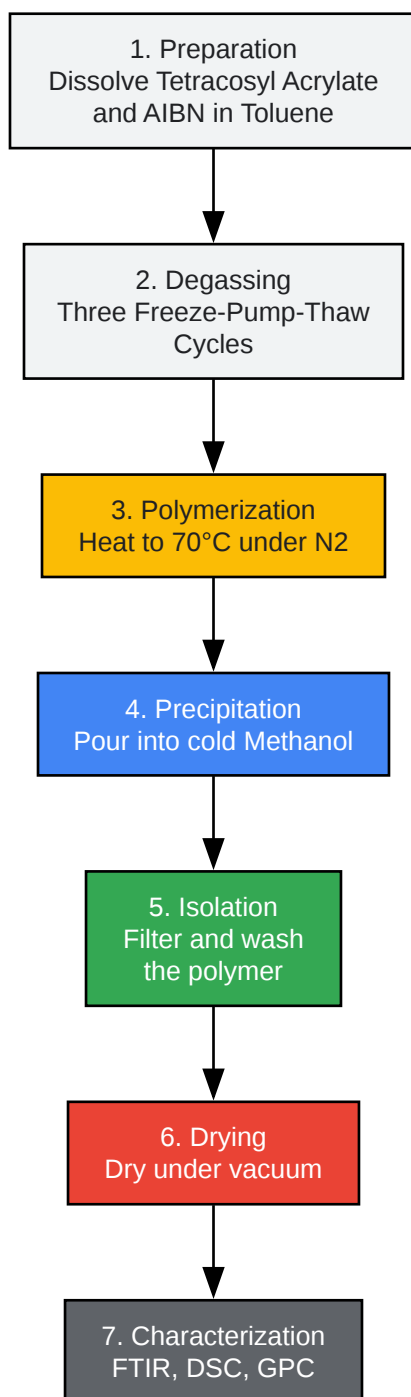 1. Preparation
Dissolve Tetracosyl Acrylate
and AIBN in Toluene
2. Degassing
Three Freeze-Pump-Thaw
Cycles
3. Polymerization
Heat to 70°C under N2
4. Precipitation
Pour into cold Methanol
5. Isolation
Filter and wash
the polymer
6. Drying
Dry under vacuum
7. Characterization
FTIR, DSC, GPC